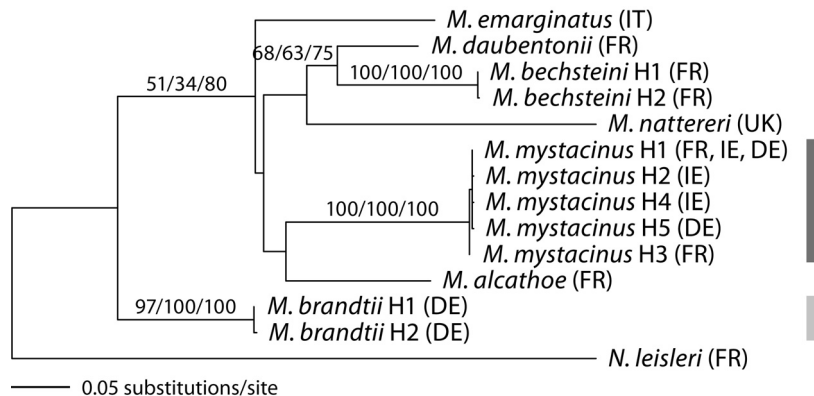 M. emarginatus (IT)
68/63/75
M. daubentonii (FR)
100/100/100
M. bechsteini H1 (FR)
51/34/80
M. bechsteini H2 (FR)
M. nattereri (UK)
M. mystacinus H1 (FR, IE, DE)
M. mystacinus H2 (IE)
100/100/100
M. mystacinus H4 (IE)
M. mystacinus H5 (DE)
M. mystacinus H3 (FR)
M. alcathoe (FR)
97/100/100
M. brandtii H1 (DE)
M. brandtii H2 (DE)
N. leisleri (FR)
0.05 substitutions/site